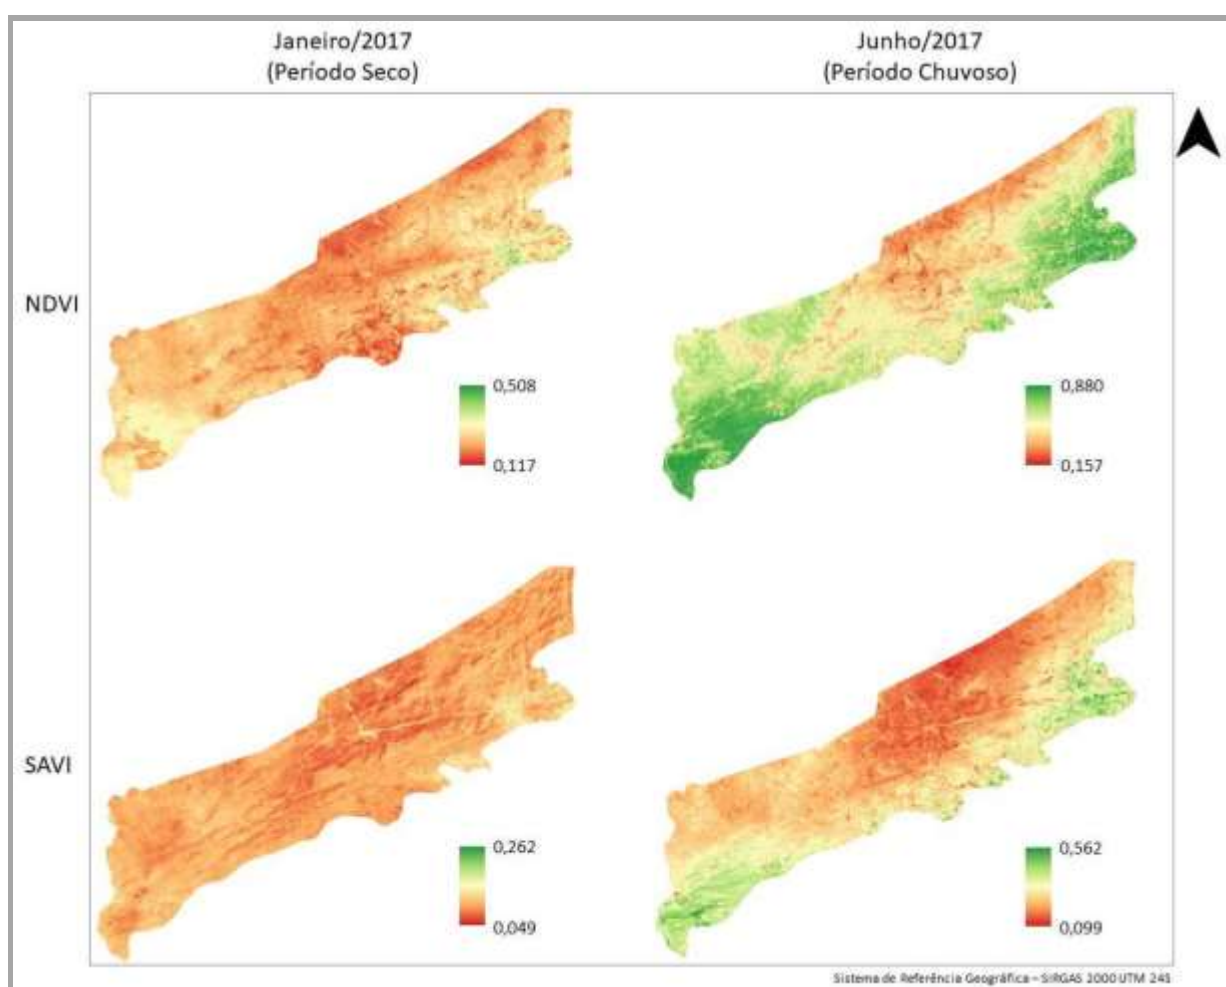 Janeiro/2017
(Período Seco)
Junho/2017
(Período Chuvoso)
NDVI
0,508
0,117
0,880
0,157
SAVI
0,262
0,049
0,562
0,099
Sistema de Referência Geográfica – SIRGAS 2000 UTM 24S